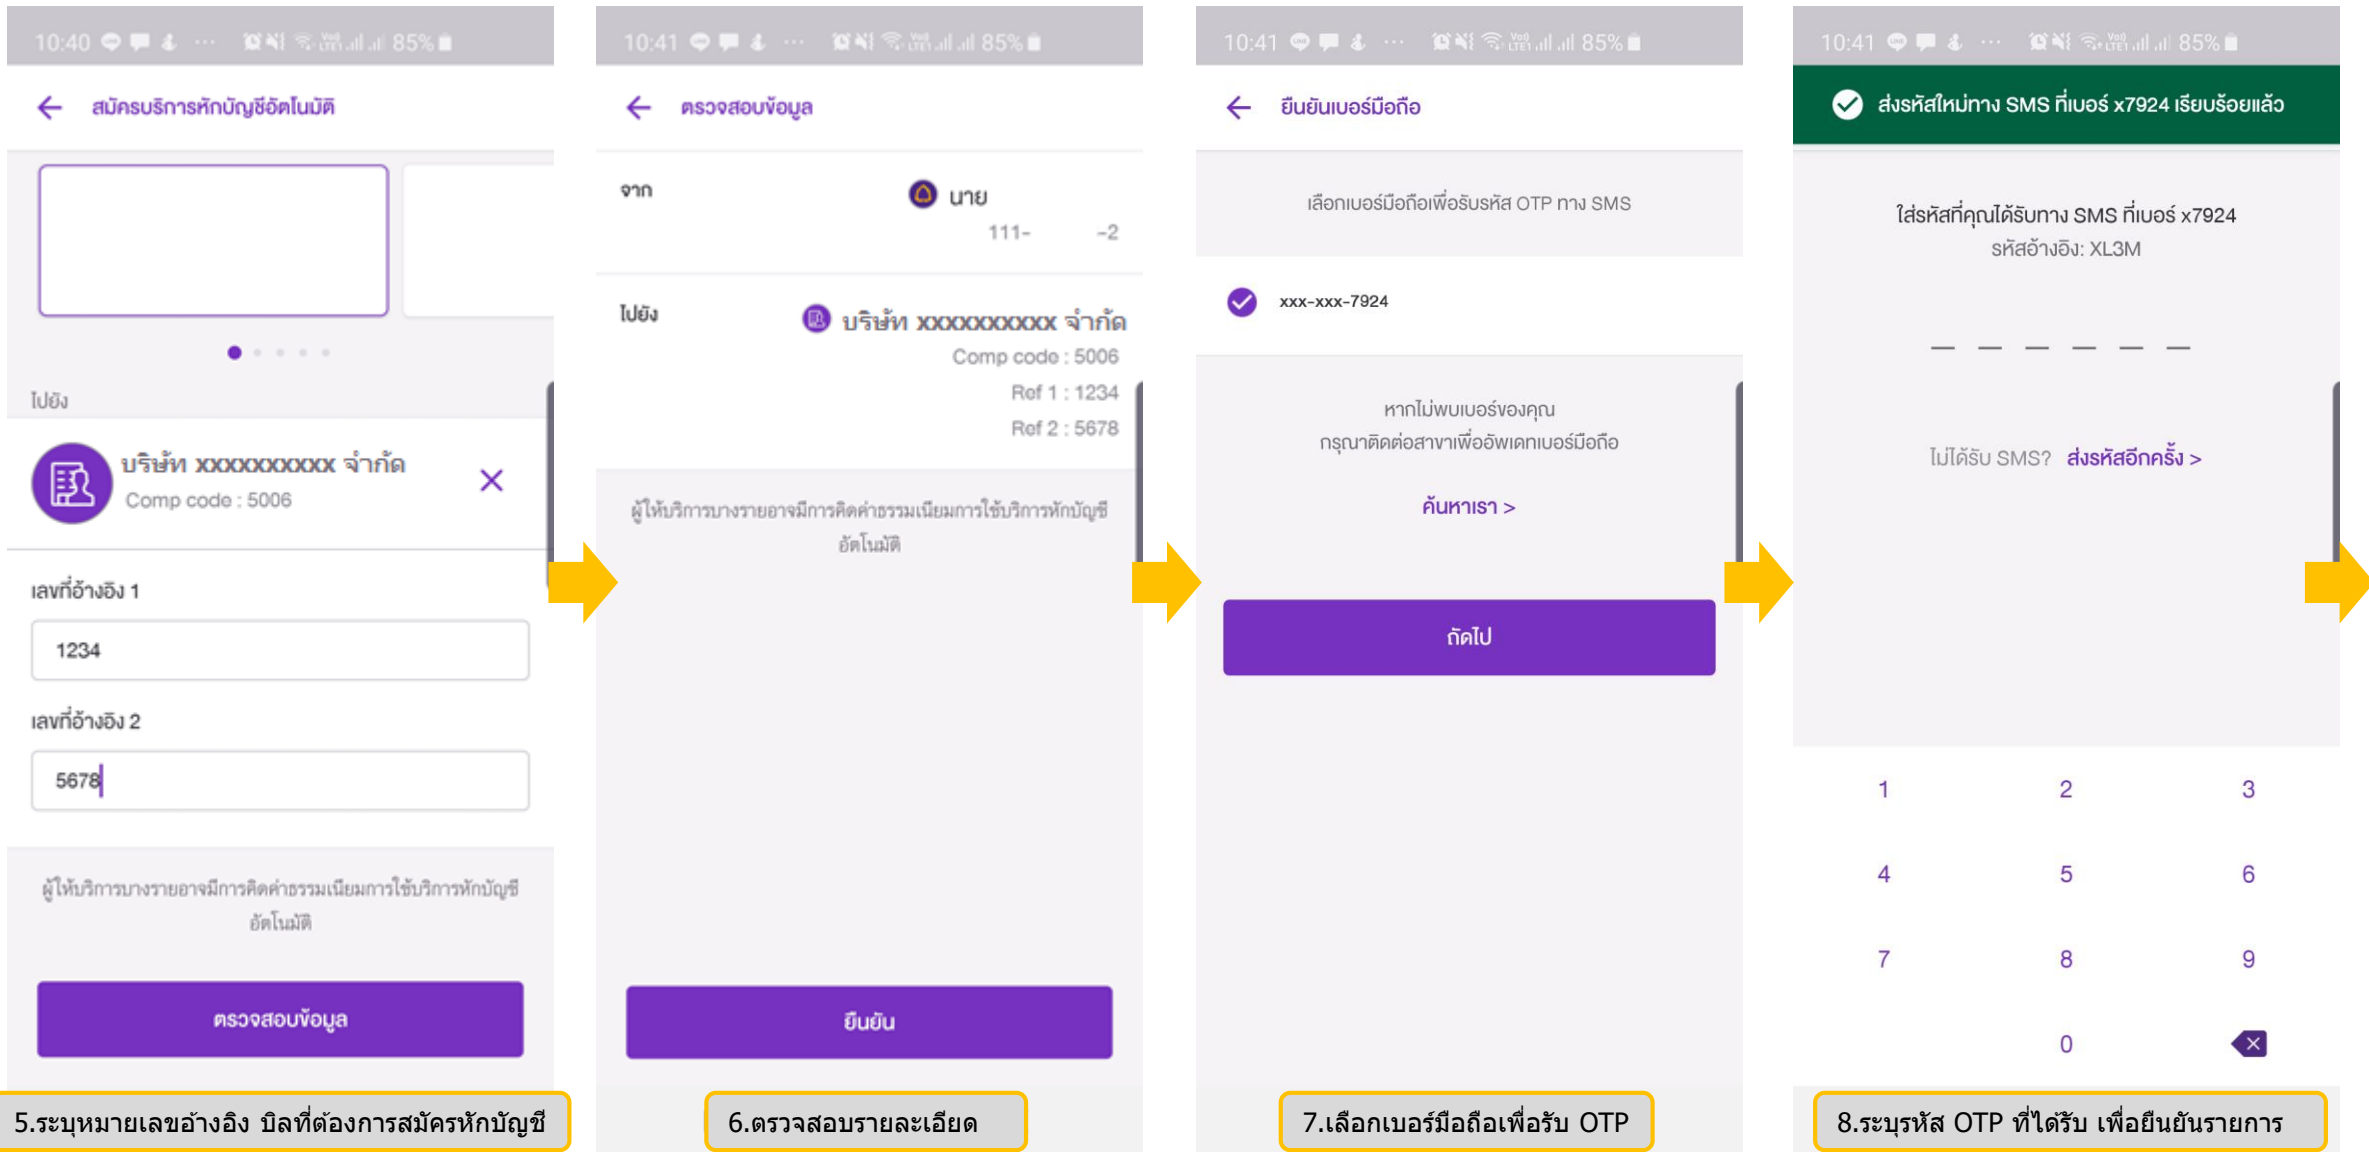 10:40 85%
สมัครบริการหักบัญชีอัตโนมัติ
ไปยัง
บริษัท xxxxxxxxxx จำกัด
Comp code : 5006
เลขที่อ้างอิง 1
1234
เลขที่อ้างอิง 2
5678
ผู้ให้บริการบางรายอาจมีการคิดค่าธรรมเนียมการใช้บริการหักบัญชี
อัตโนมัติ
ตรวจสอบข้อมูล
5.ระบุหมายเลขอ้างอิง บิลที่ต้องการสมัครหักบัญชี
10:41 85%
ตรวจสอบข้อมูล
จาก
นาย
111- -2
ไปยัง
บริษัท xxxxxxxxxx จำกัด
Comp code : 5006
Ref 1 : 1234
Ref 2 : 5678
ผู้ให้บริการบางรายอาจมีการคิดค่าธรรมเนียมการใช้บริการหักบัญชี
อัตโนมัติ
ยืนยัน
6.ตรวจสอบรายละเอียด
10:41 85%
ยืนยันเบอร์มือถือ
เลือกเบอร์มือถือเพื่อรับรหัส OTP ทาง SMS
xxx-xxx-7924
หากไม่พบเบอร์ของคุณ
กรุณาติดต่อสาขาเพื่ออัพเดทเบอร์มือถือ
ค้นหาเรา >
ถัดไป
7.เลือกเบอร์มือถือเพื่อรับ OTP
10:41 85%
ส่งรหัสใหม่ทาง SMS ที่เบอร์ x7924 เรียบร้อยแล้ว
ใส่รหัสที่คุณได้รับทาง SMS ที่เบอร์ x7924
รหัสอ้างอิง: XL3M
ไม่ได้รับ SMS? ส่งรหัสอีกครั้ง >
1 2 3
4 5 6
7 8 9
0
8.ระบุรหัส OTP ที่ได้รับ เพื่อยืนยันรายการ